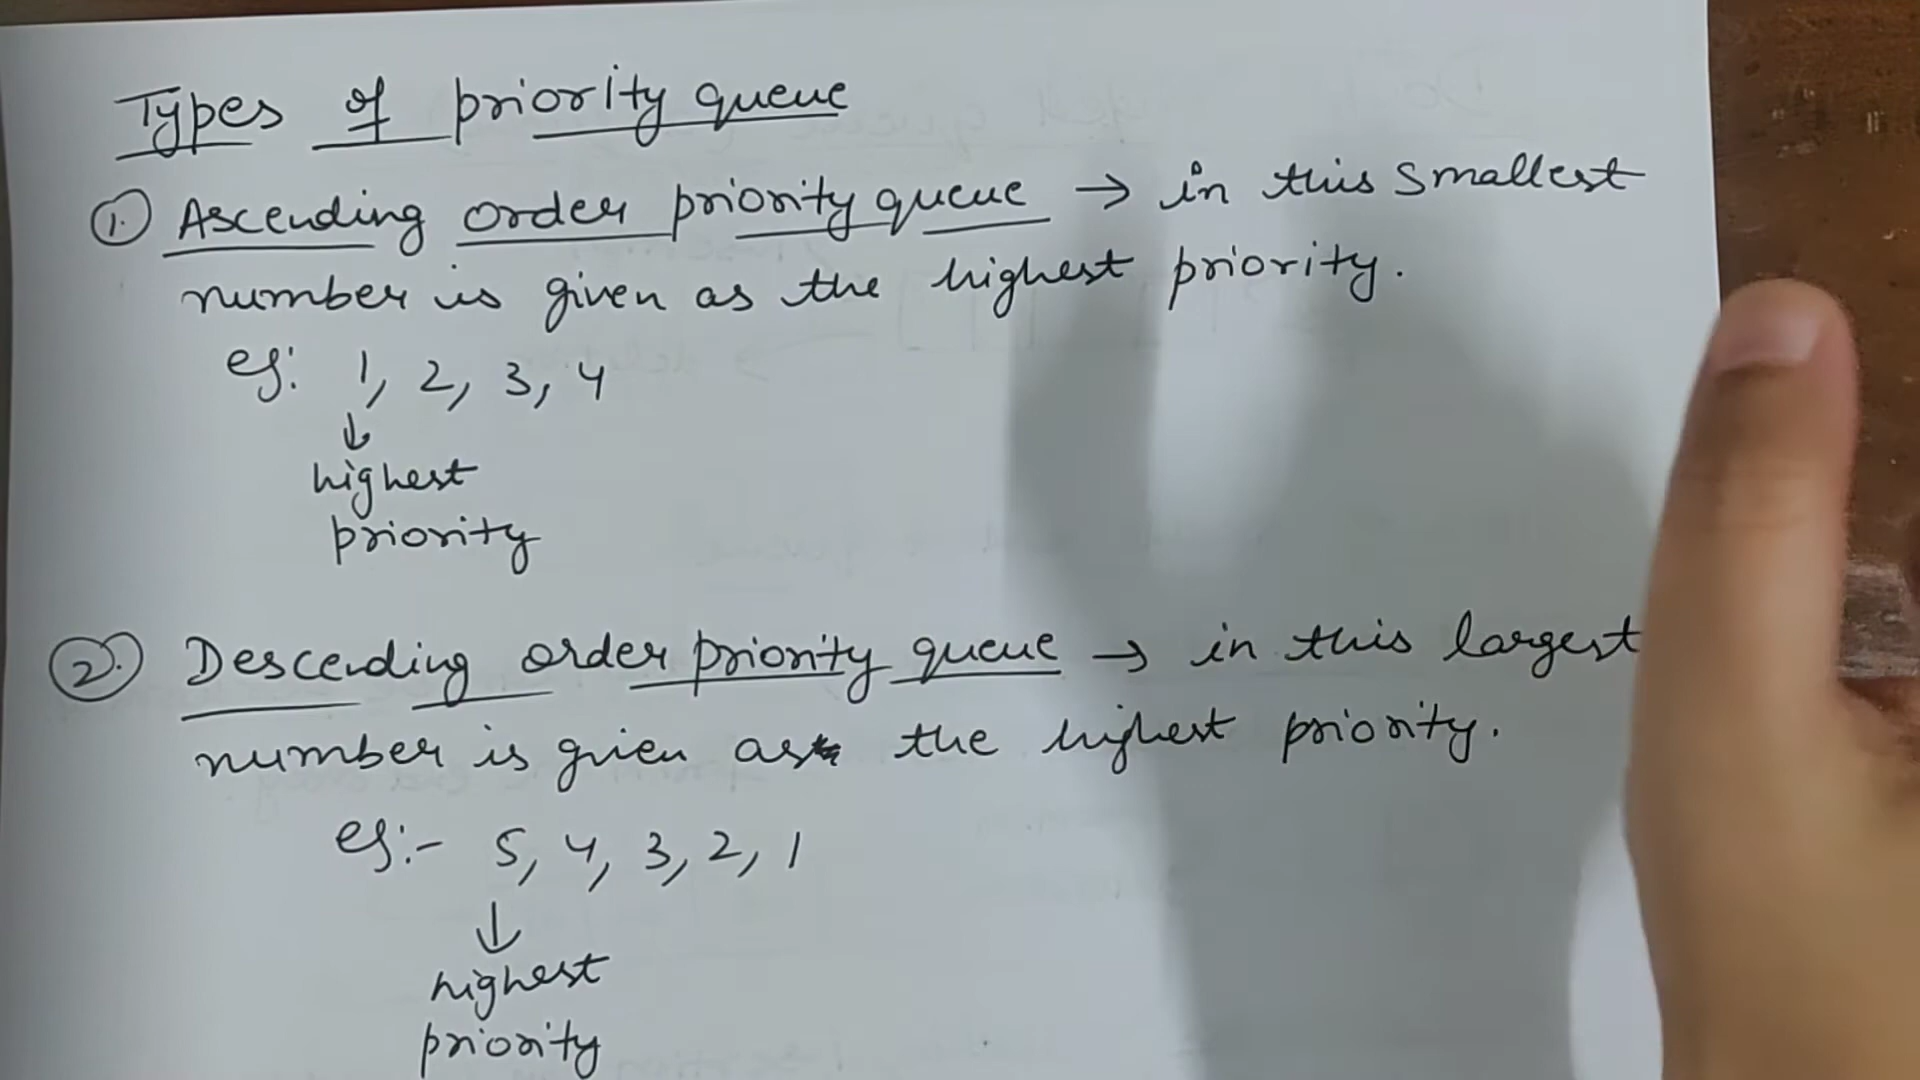 Types of priority queue
1. Ascending order priority queue → in this smallest
number is given as the highest priority.
eg: 1, 2, 3, 4
↓
highest
priority
2. Descending order priority queue → in this largest
number is given as the highest priority.
eg:- 5, 4, 3, 2, 1
↓
highest
priority